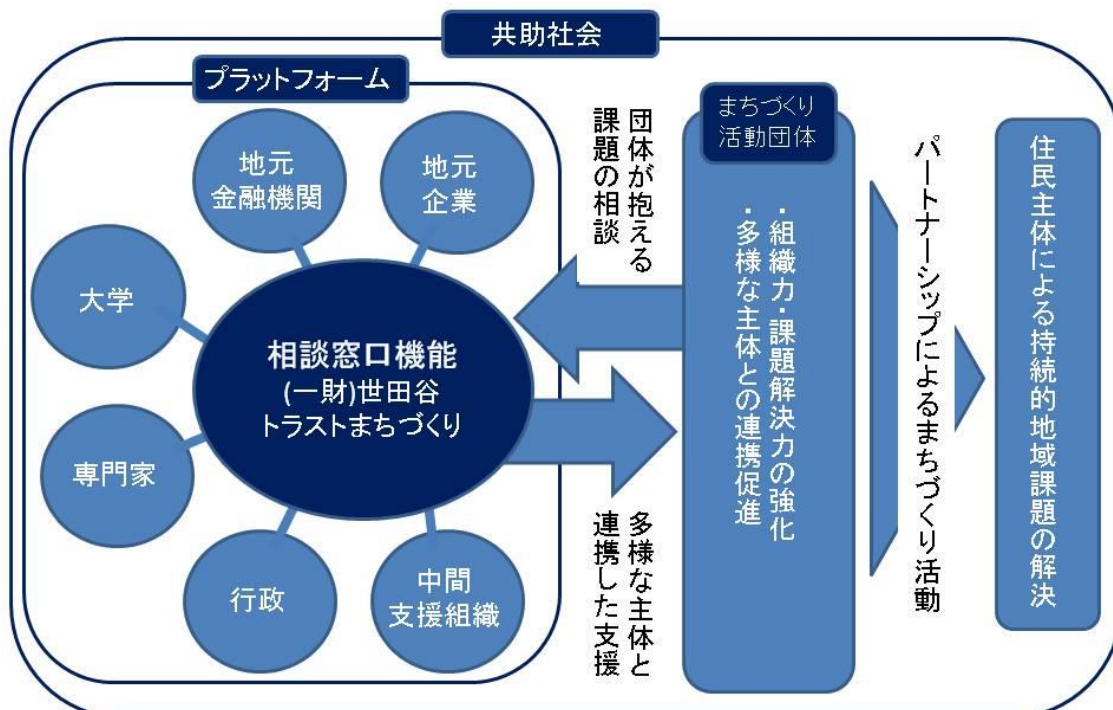 共助社会
プラットフォーム
地元
金融機関
地元
企業
大学
相談窓口機能
(一財)世田谷
トラストまちづくり
専門家
行政
中間
支援組織
団体が抱える
課題の相談
多様な主体と
連携した支援
まちづくり
活動団体
・組織力・課題解決力の強化
・多様な主体との連携促進
パートナーシップによるまちづくり活動
住民主体による持続的地域課題の解決